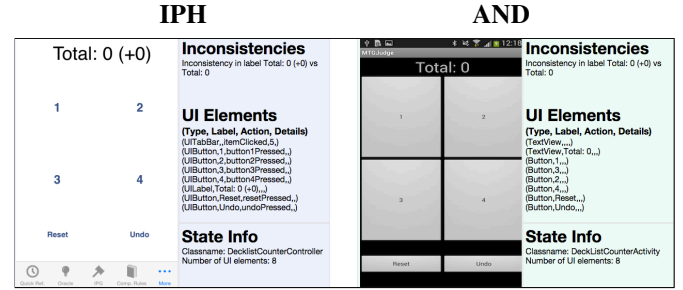 IPH
AND
Total: 0 (+0)
1
2
3
4
Reset
Undo
Quick Ref.
Oracle
IPG
Comp. Rules
More
Inconsistencies
Inconsistency in label Total: 0 (+0) vs
Total: 0
UI Elements
(Type, Label, Action, Details)
(UITabBar,,itemClicked,5,)
(UIButton,1,button1Pressed,,)
(UIButton,3,button3Pressed,,)
(UIButton,2,button2Pressed,,)
(UIButton,4,button4Pressed,,)
(UILabel,Total: 0 (+0),,,)
(UIButton,Reset,resetPressed,,)
(UIButton,Undo,undoPressed,,)
State Info
Classname: DecklistCounterController
Number of UI elements: 8
12:18
MTGJudge
Total: 0
1
2
3
4
Reset
Undo
Inconsistencies
Inconsistency in label Total: 0 (+0) vs
Total: 0
UI Elements
(Type, Label, Action, Details)
(TextView,,,,)
(TextView,Total: 0,,,)
(Button,1,,,)
(Button,3,,,)
(Button,2,,,)
(Button,4,,,)
(Button,Reset,,,)
(Button,Undo,,,)
State Info
Classname: DeckListCounterActivity
Number of UI elements: 8